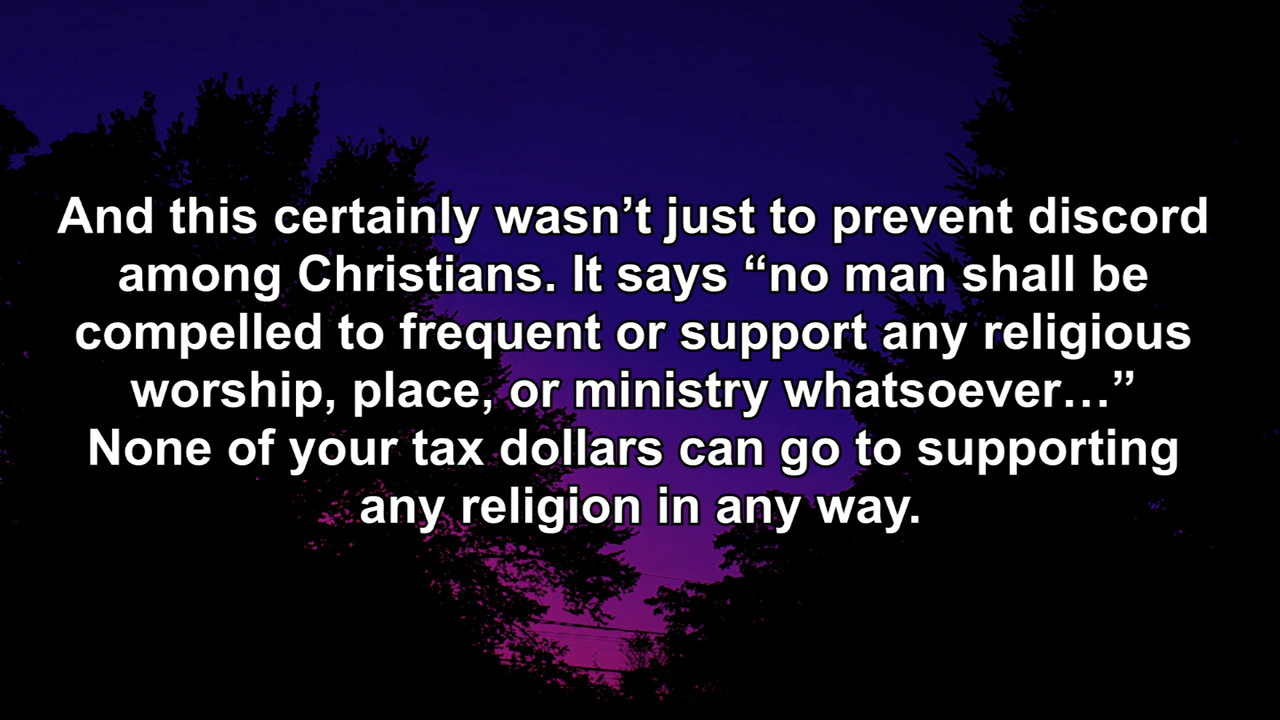 And this certainly wasn’t just to prevent discord
among Christians. It says “no man shall be
compelled to frequent or support any religious
worship, place, or ministry whatsoever…”
None of your tax dollars can go to supporting
any religion in any way.